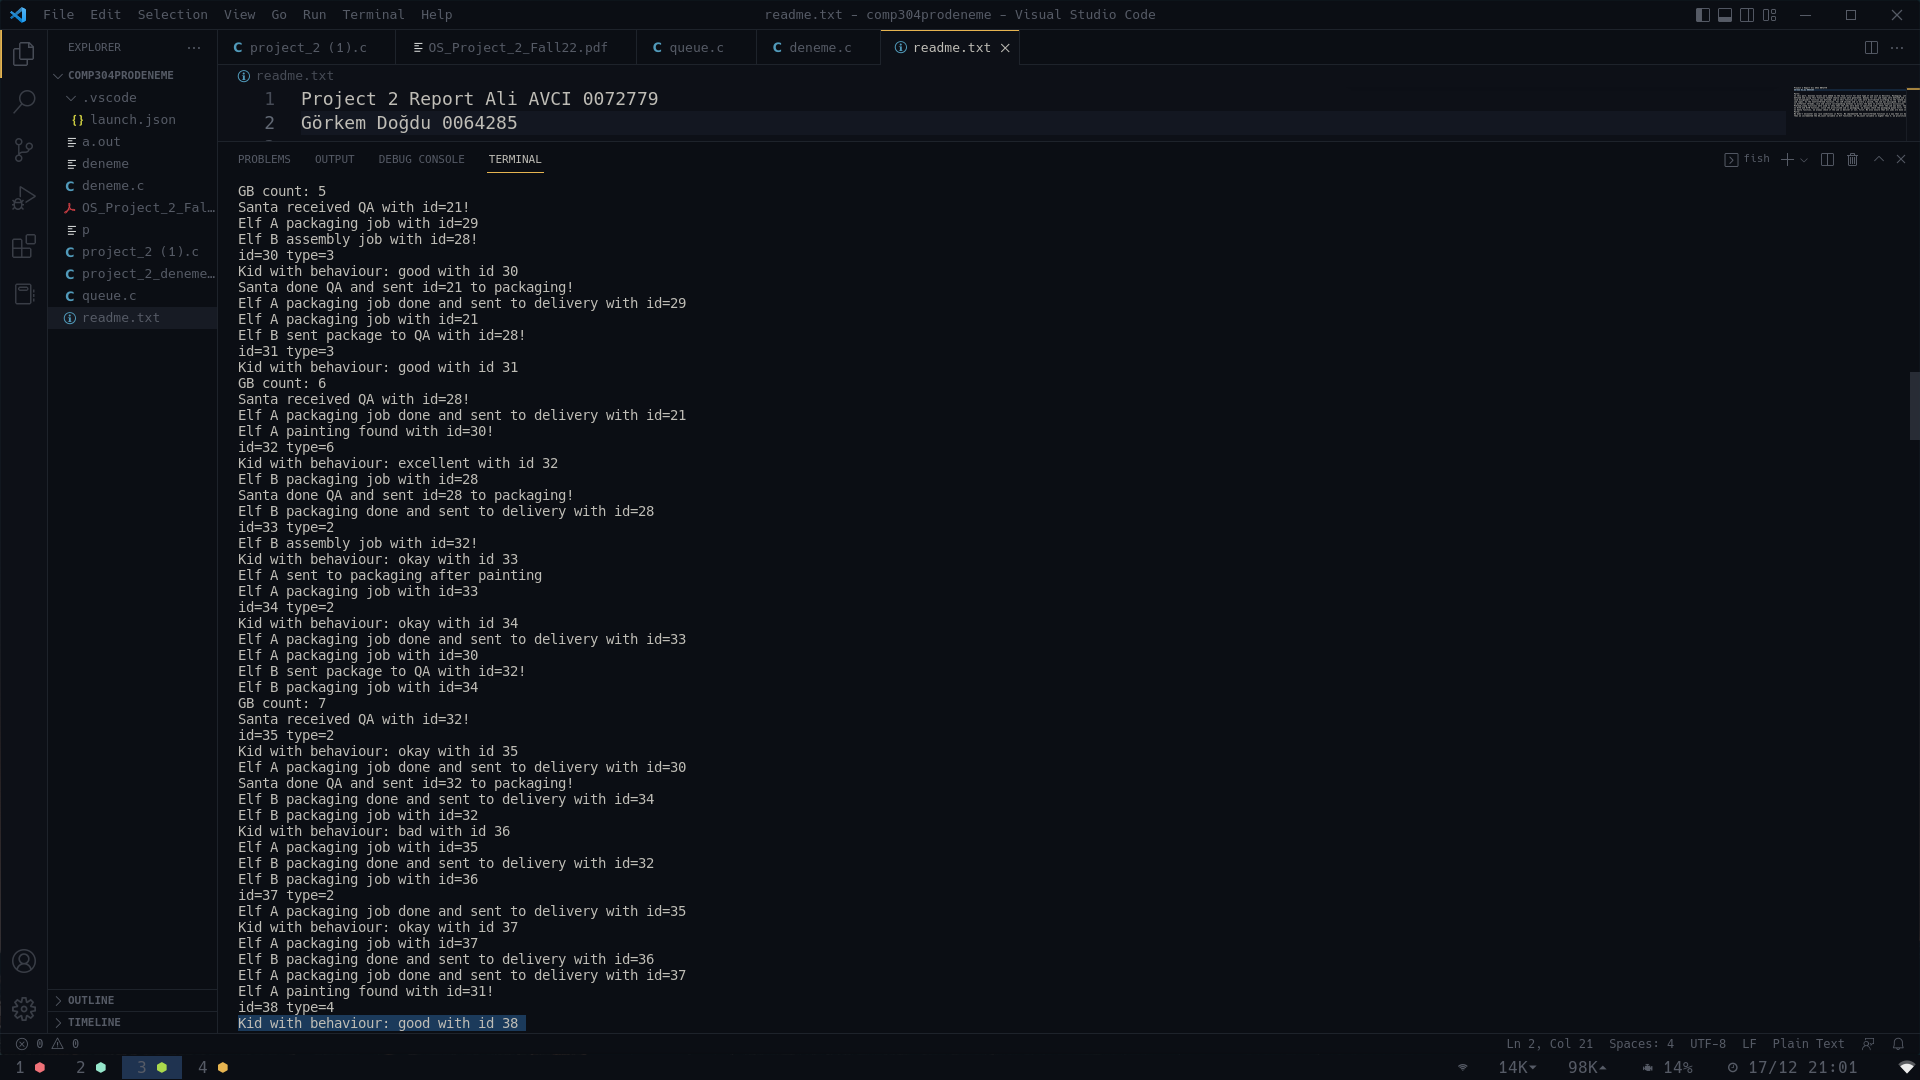 File Edit Selection View Go Run Terminal Help
readme.txt - comp304prodeneme - Visual Studio Code
EXPLORER
COMP304PRODENEME
.vscode
launch.json
a.out
deneme
deneme.c
OS_Project_2_Fal...
p
project_2 (1).c
project_2_deneme...
queue.c
readme.txt
OUTLINE
TIMELINE
project_2 (1).c
OS_Project_2_Fall22.pdf
queue.c
deneme.c
readme.txt
readme.txt
1 Project 2 Report Ali AVCI 0072779
2 Görkem Doğdu 0064285
PROBLEMS OUTPUT DEBUG CONSOLE TERMINAL
fish
GB count: 5
Santa received QA with id=21!
Elf A packaging job with id=29
Elf B assembly job with id=28!
id=30 type=3
Kid with behaviour: good with id 30
Santa done QA and sent id=21 to packaging!
Elf A packaging job done and sent to delivery with id=29
Elf A packaging job with id=21
Elf B sent package to QA with id=28!
id=31 type=3
Kid with behaviour: good with id 31
GB count: 6
Santa received QA with id=28!
Elf A packaging job done and sent to delivery with id=21
Elf A painting found with id=30!
id=32 type=6
Kid with behaviour: excellent with id 32
Elf B packaging job with id=28
Santa done QA and sent id=28 to packaging!
Elf B packaging done and sent to delivery with id=28
id=33 type=2
Elf B assembly job with id=32!
Kid with behaviour: okay with id 33
Elf A sent to packaging after painting
Elf A packaging job with id=33
id=34 type=2
Kid with behaviour: okay with id 34
Elf A packaging job done and sent to delivery with id=33
Elf A packaging job with id=30
Elf B sent package to QA with id=32!
Elf B packaging job with id=34
GB count: 7
Santa received QA with id=32!
id=35 type=2
Kid with behaviour: okay with id 35
Elf A packaging job done and sent to delivery with id=30
Santa done QA and sent id=32 to packaging!
Elf B packaging done and sent to delivery with id=34
Elf B packaging job with id=32
Kid with behaviour: bad with id 36
Elf A packaging job with id=35
Elf B packaging done and sent to delivery with id=32
Elf B packaging job with id=36
id=37 type=2
Elf A packaging job done and sent to delivery with id=35
Kid with behaviour: okay with id 37
Elf A packaging job with id=37
Elf B packaging done and sent to delivery with id=36
Elf A packaging job done and sent to delivery with id=37
Elf A painting found with id=31!
id=38 type=4
Kid with behaviour: good with id 38
0 0
Ln 2, Col 21 Spaces: 4 UTF-8 LF Plain Text
1 2 3 4
14K 98K 14% 17/12 21:01